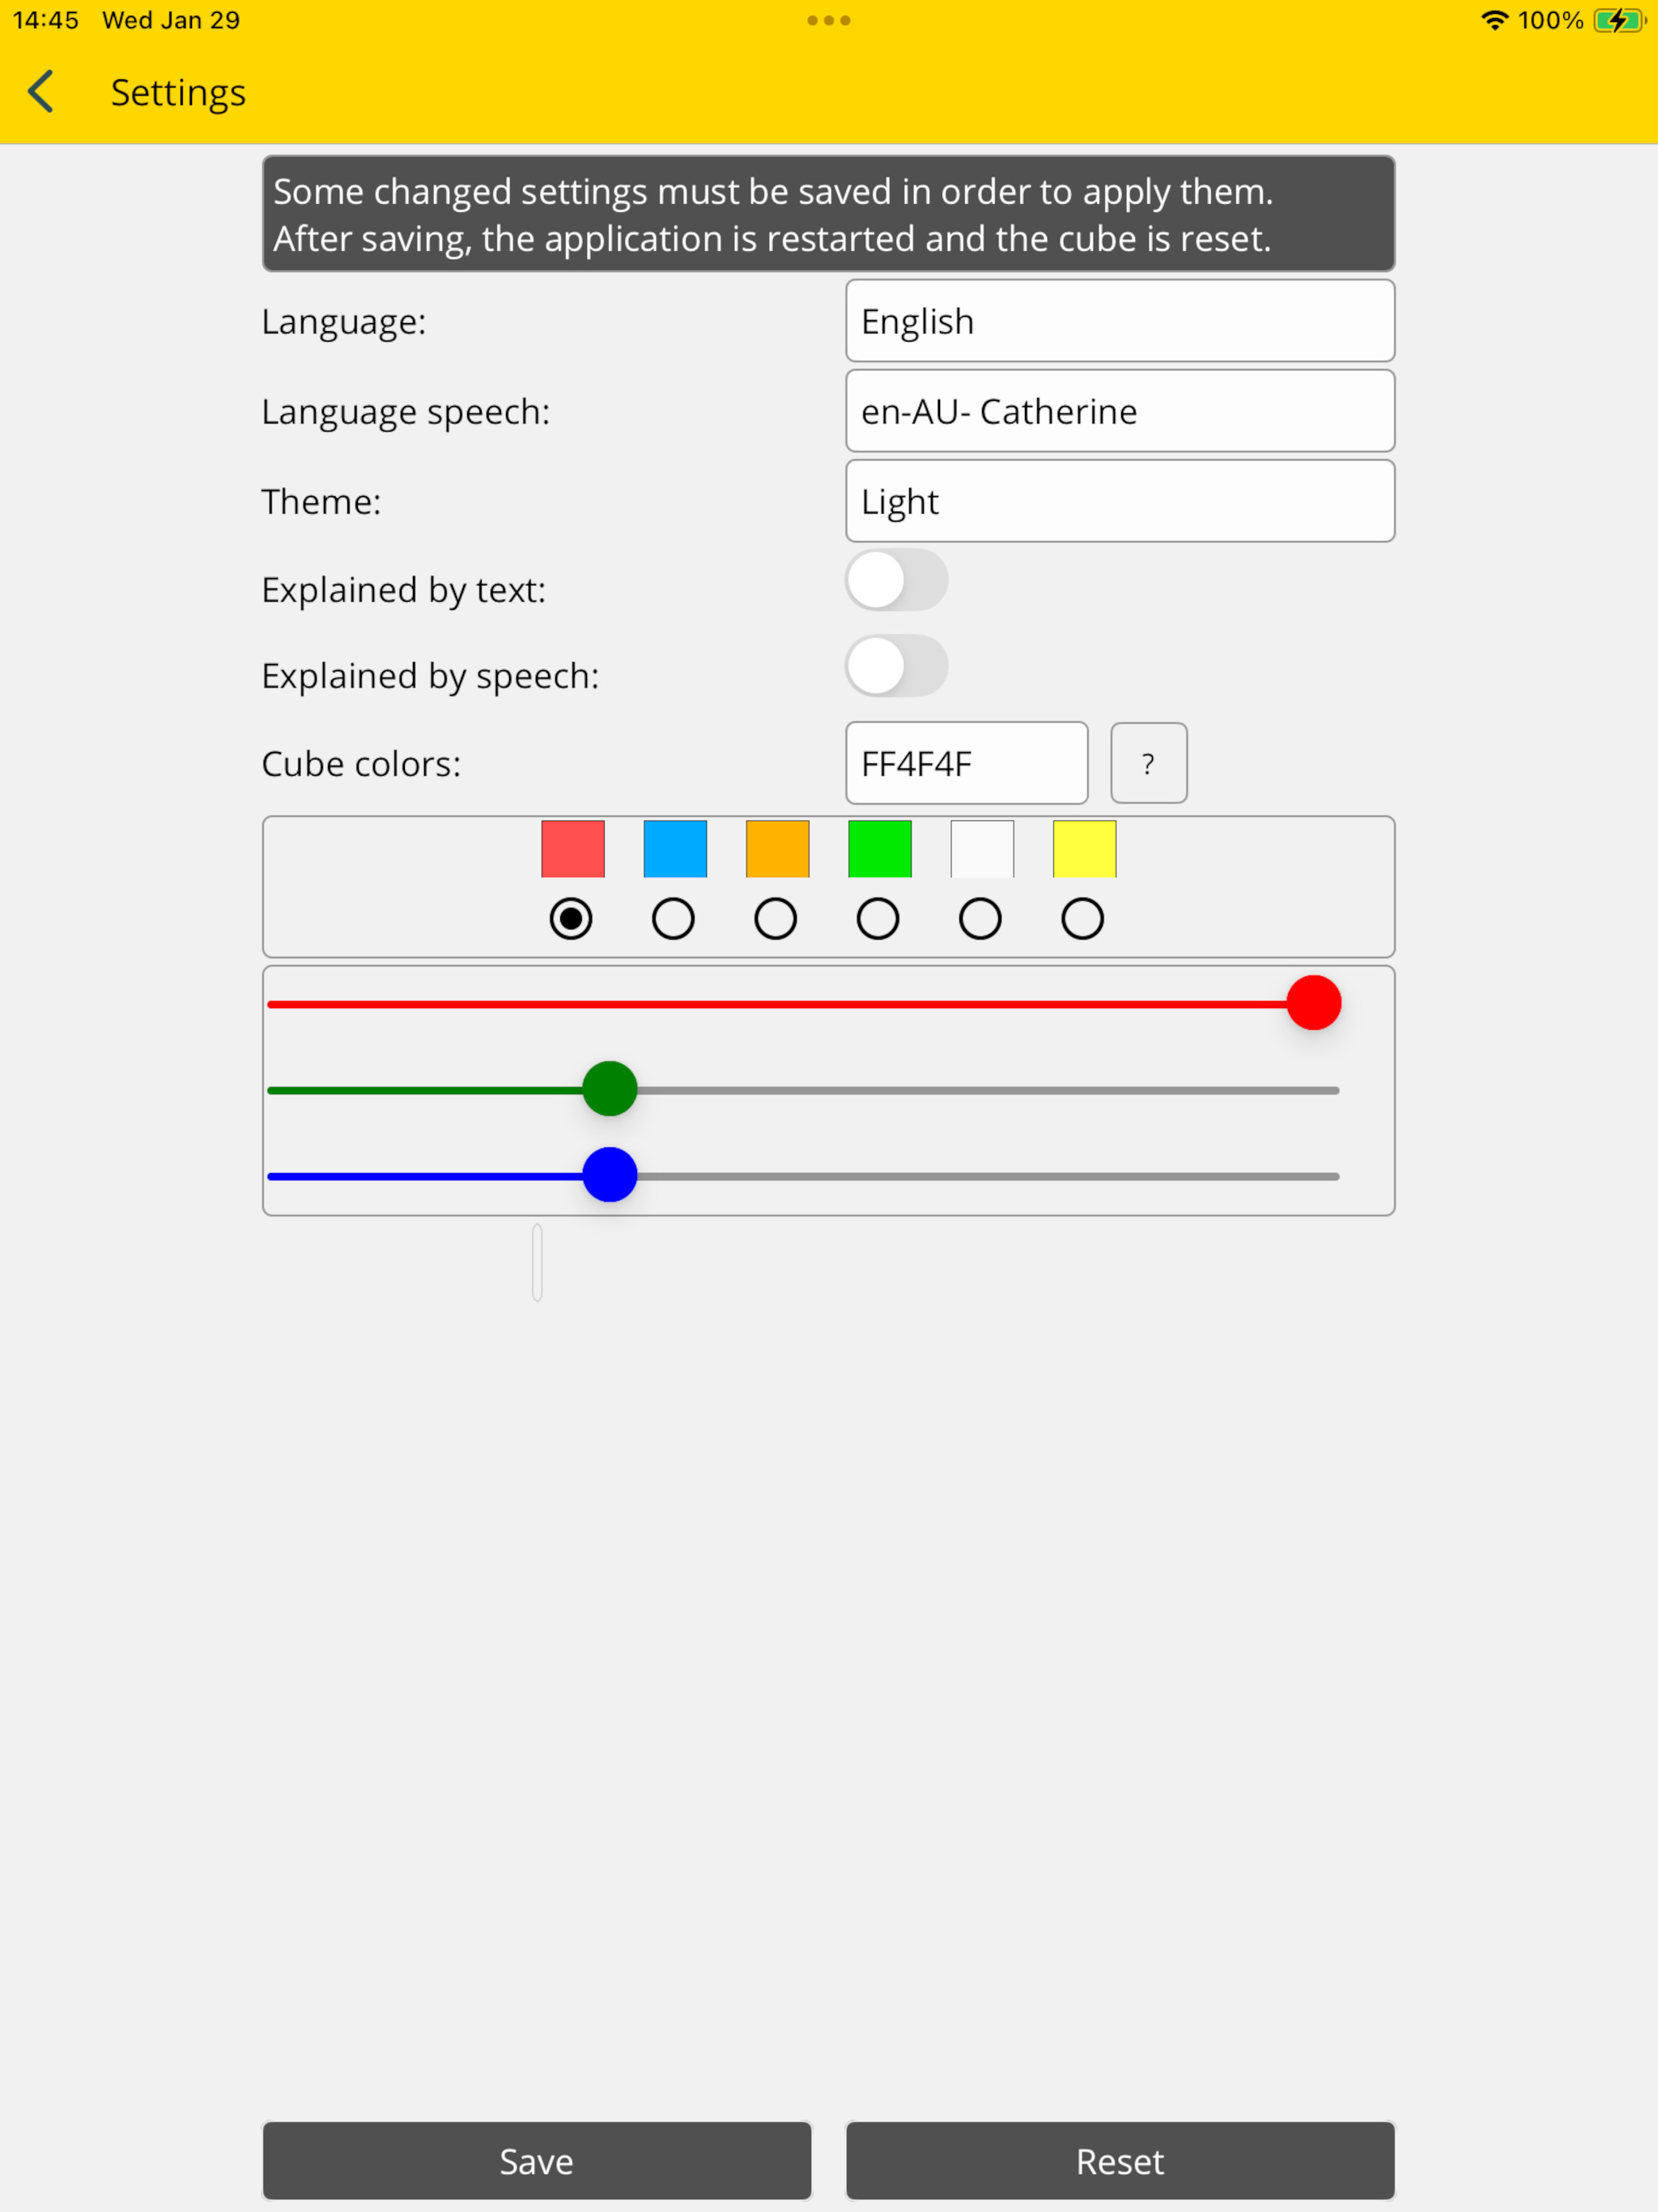 14:45 Wed Jan 29
100%
Settings
Some changed settings must be saved in order to apply them.
After saving, the application is restarted and the cube is reset.
Language:
English
Language speech:
en-AU- Catherine
Theme:
Light
Explained by text:
Explained by speech:
Cube colors:
FF4F4F
?
Save
Reset